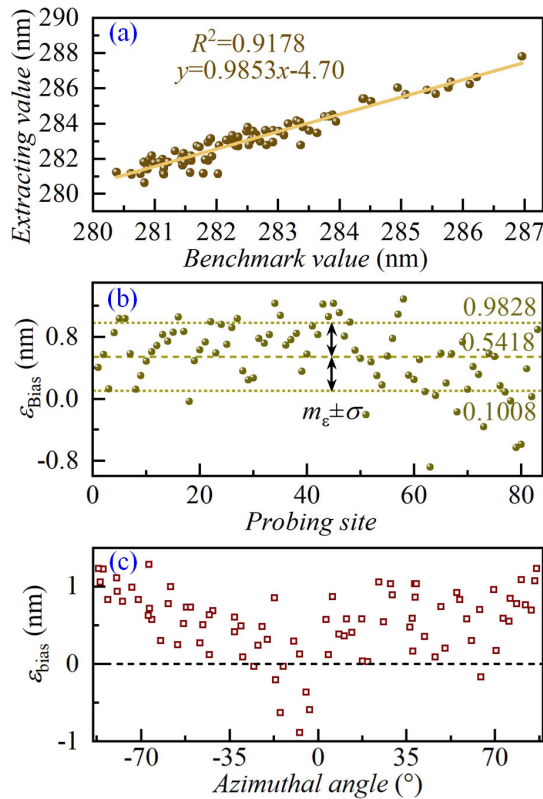 (a)
R²=0.9178
y=0.9853x-4.70
290
288
286
284
282
280
Extracting value (nm)
280 281 282 283 284 285 286 287
Benchmark value (nm)
(b)
0.9828
0.5418
0.1008
mε±σ
0.8
0.0
-0.8
εBias (nm)
0 20 40 60 80
Probing site
(c)
1
0
-1
εbias (nm)
-70 -35 0 35 70
Azimuthal angle (°)